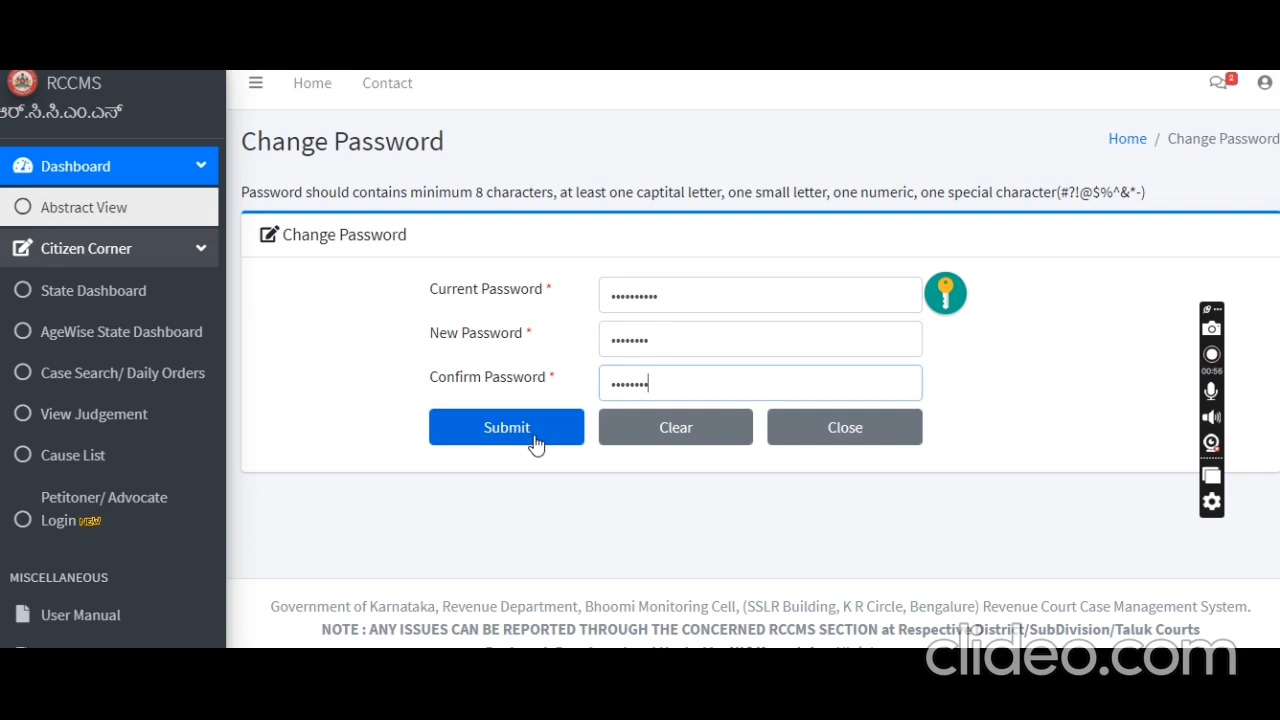 RCCMS
ಆರ್.ಸಿ.ಸಿ.ಎಂ.ಎಸ್
Home Contact
2
Change Password
Home / Change Password
Password should contains minimum 8 characters, at least one captital letter, one small letter, one numeric, one special character(#?!@$%^&*-)
Dashboard
Abstract View
Citizen Corner
State Dashboard
AgeWise State Dashboard
Case Search/ Daily Orders
View Judgement
Cause List
Petitoner/ Advocate
Login NEW
MISCELLANEOUS
User Manual
Change Password
Current Password *
New Password *
Confirm Password *
Submit Clear Close
00:56
Government of Karnataka, Revenue Department, Bhoomi Monitoring Cell, (SSLR Building, K R Circle, Bengalure) Revenue Court Case Management System.
NOTE : ANY ISSUES CAN BE REPORTED THROUGH THE CONCERNED RCCMS SECTION at Respective District/SubDivision/Taluk Courts
clideo.com